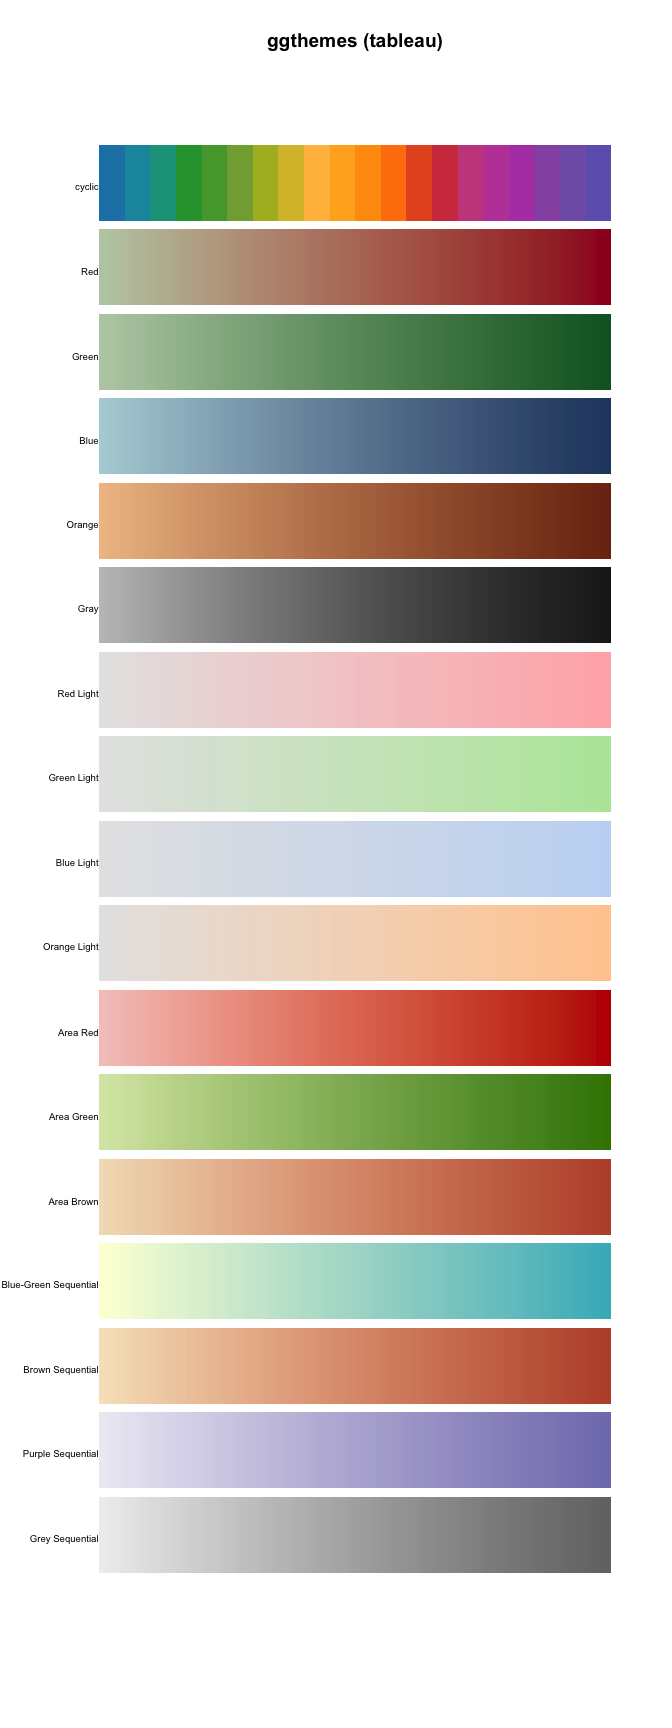 ggthemes (tableau)
cyclic
Red
Green
Blue
Orange
Gray
Red Light
Green Light
Blue Light
Orange Light
Area Red
Area Green
Area Brown
Blue-Green Sequential
Brown Sequential
Purple Sequential
Grey Sequential